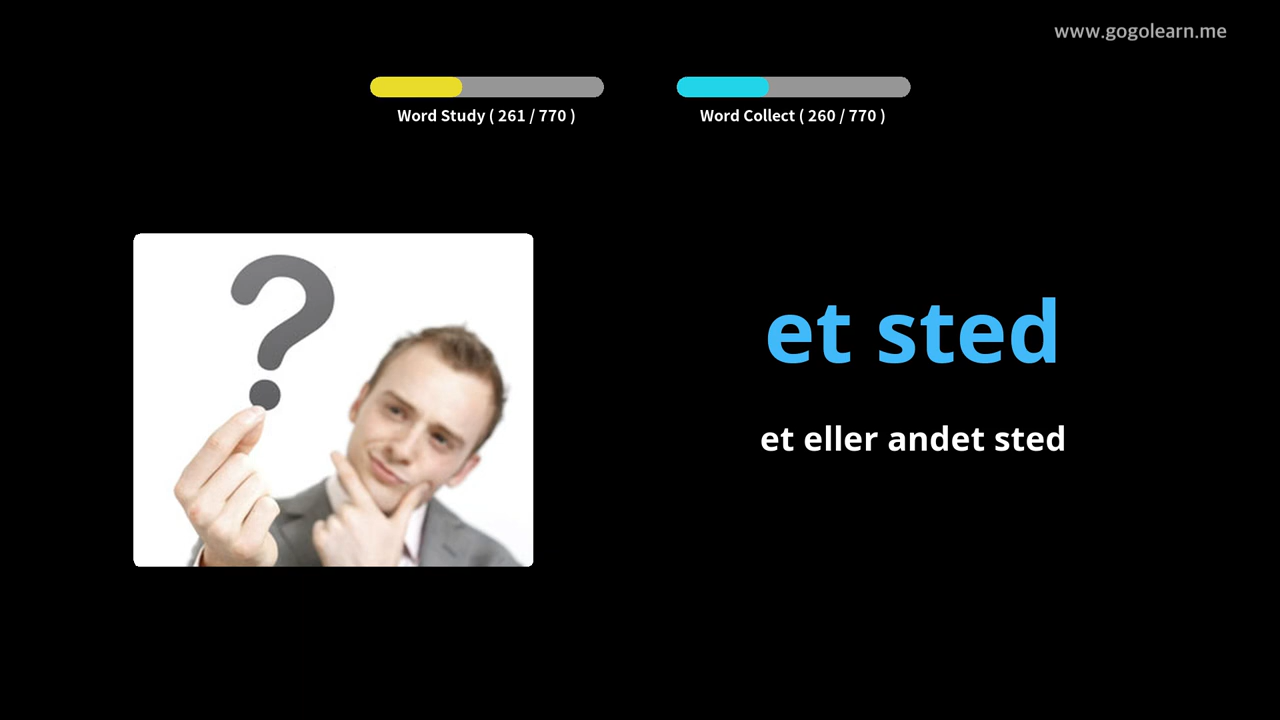 www.gogolearn.me
Word Study ( 261 / 770 )
Word Collect ( 260 / 770 )
?
et sted
et eller andet sted